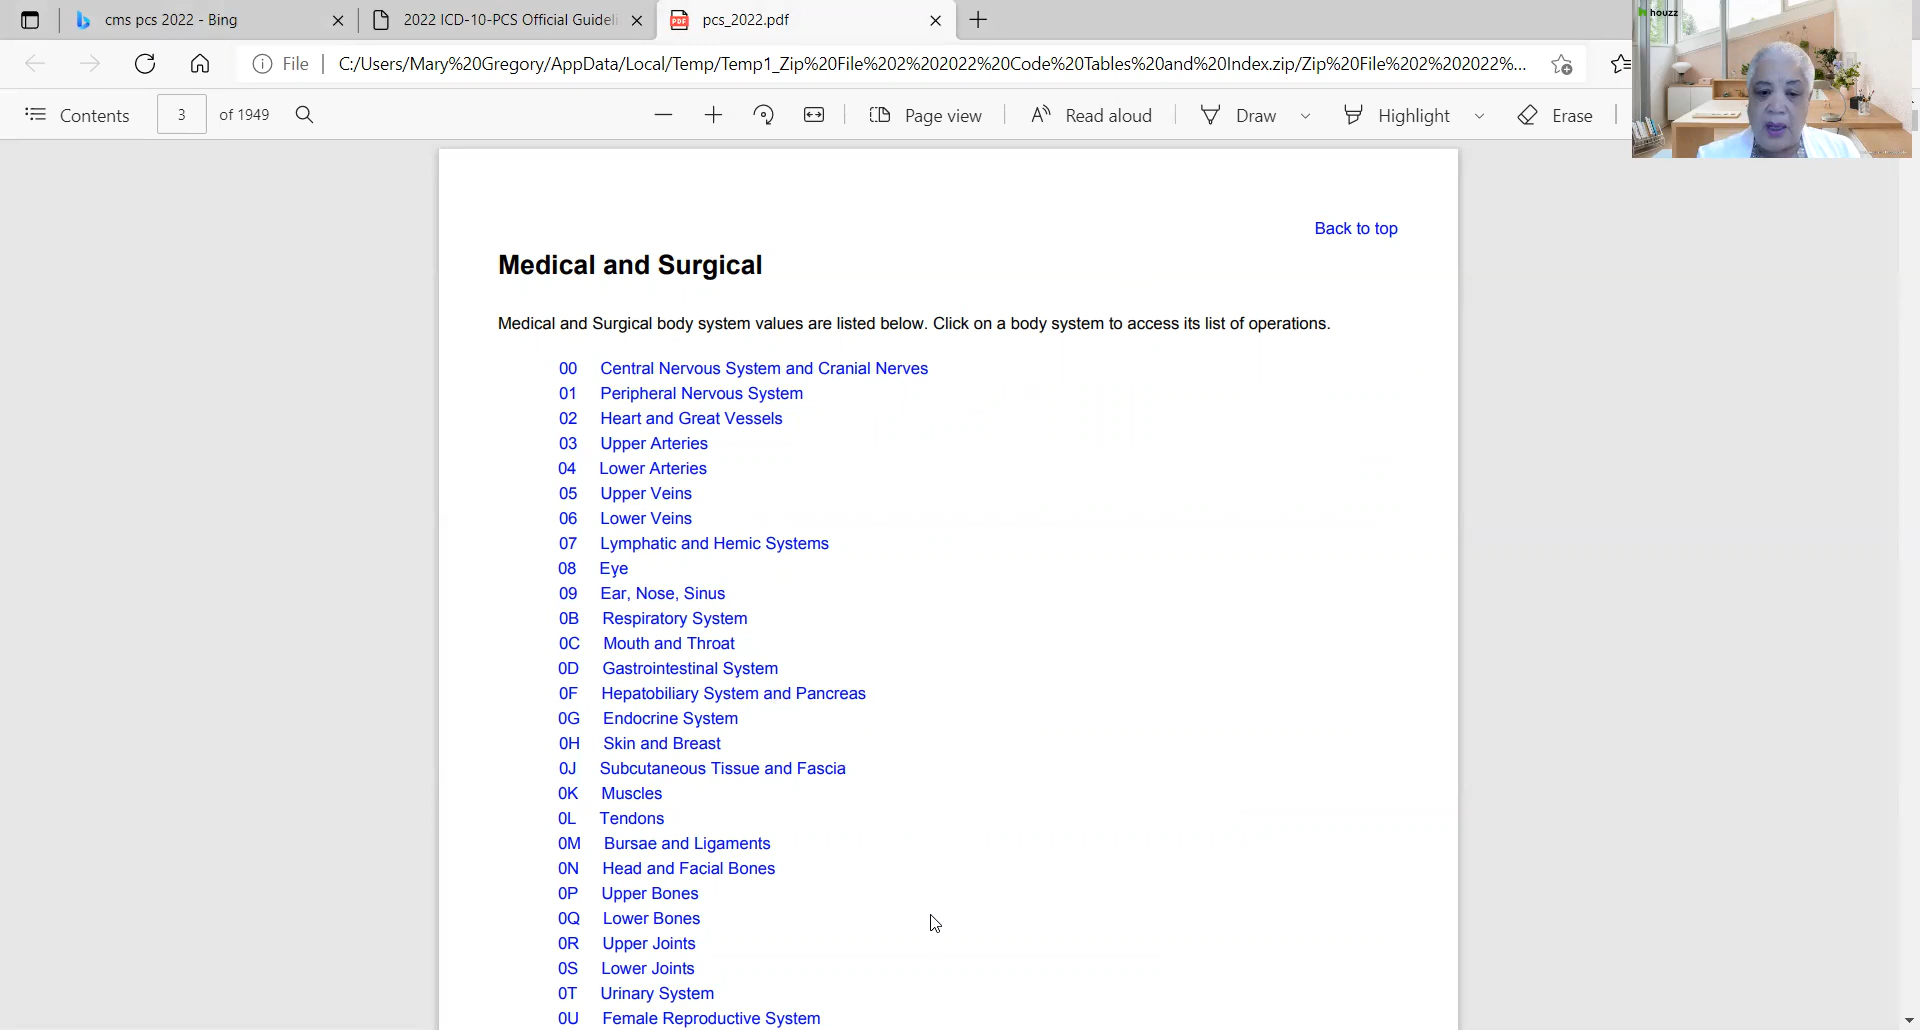 cms pcs 2022 - Bing
2022 ICD-10-PCS Official Guideli
pcs_2022.pdf
File
C:/Users/Mary%20Gregory/AppData/Local/Temp/Temp1_Zip%20File%202%202022%20Code%20Tables%20and%20Index.zip/Zip%20File%202%202022%...
houzz
Contents
3
of 1949
Page view
Read aloud
Draw
Highlight
Erase
Back to top
Medical and Surgical
Medical and Surgical body system values are listed below. Click on a body system to access its list of operations.
00 Central Nervous System and Cranial Nerves
01 Peripheral Nervous System
02 Heart and Great Vessels
03 Upper Arteries
04 Lower Arteries
05 Upper Veins
06 Lower Veins
07 Lymphatic and Hemic Systems
08 Eye
09 Ear, Nose, Sinus
0B Respiratory System
0C Mouth and Throat
0D Gastrointestinal System
0F Hepatobiliary System and Pancreas
0G Endocrine System
0H Skin and Breast
0J Subcutaneous Tissue and Fascia
0K Muscles
0L Tendons
0M Bursae and Ligaments
0N Head and Facial Bones
0P Upper Bones
0Q Lower Bones
0R Upper Joints
0S Lower Joints
0T Urinary System
0U Female Reproductive System